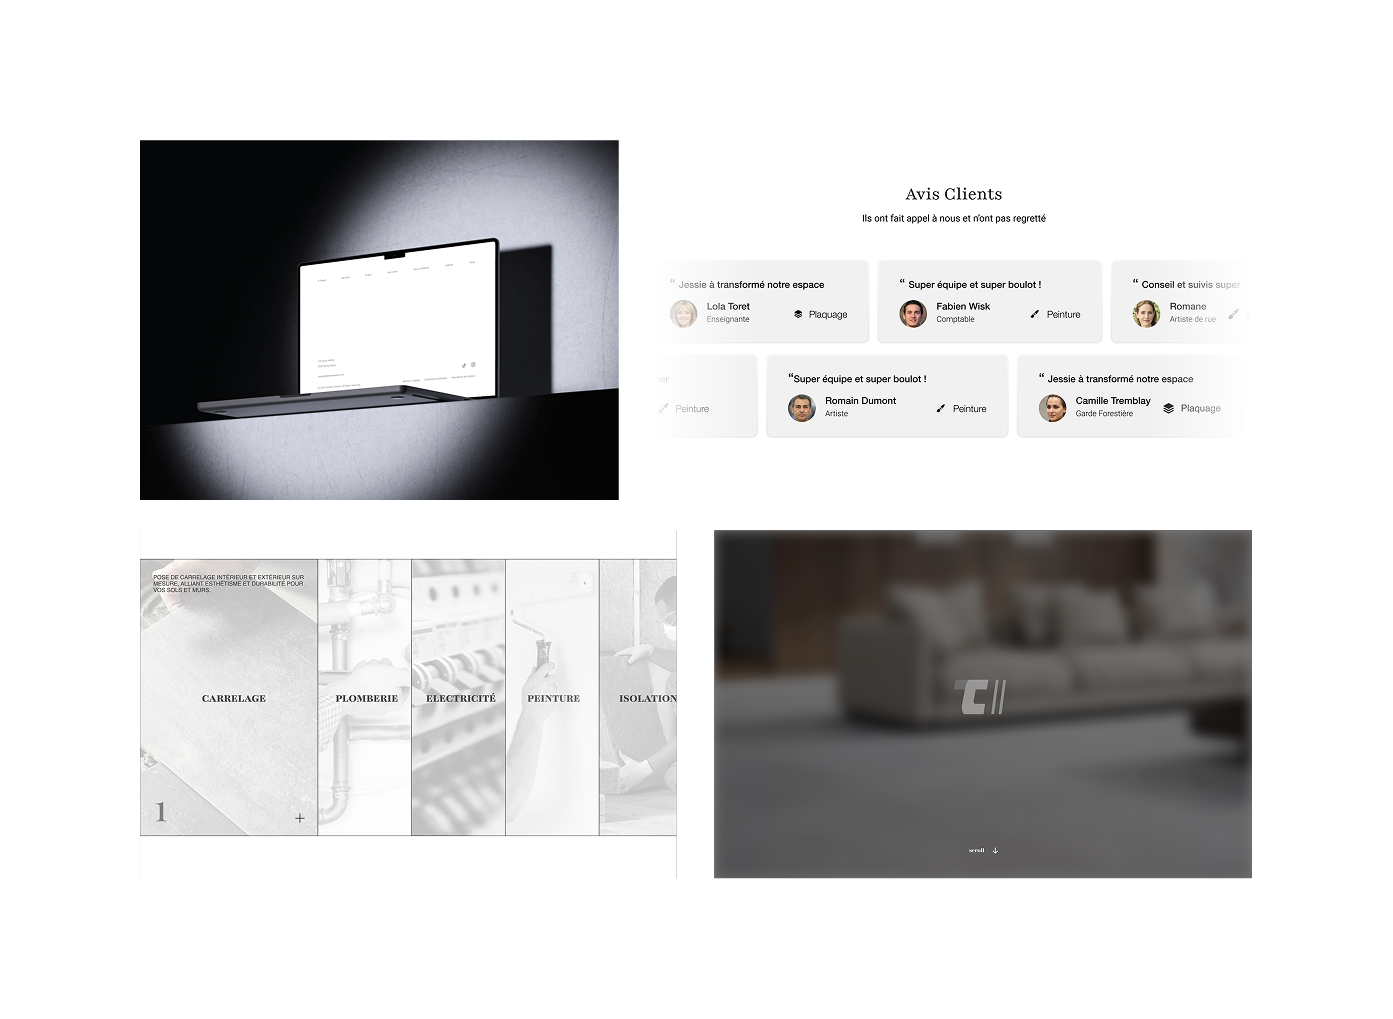 Avis Clients
Ils ont fait appel à nous et n'ont pas regretté
“ Jessie à transformé notre espace
Lola Toret
Enseignante
Plaquage
“ Super équipe et super boulot !
Fabien Wisk
Comptable
Peinture
“ Conseil et suivis super
Romane
Artiste de rue
Peinture
“Super équipe et super boulot !
Romain Dumont
Artiste
Peinture
“ Jessie à transformé notre espace
Camille Tremblay
Garde Forestière
Plaquage
POSE DE CARRELAGE INTÉRIEUR ET EXTÉRIEUR SUR
MESURE, ALLIANT ESTHÉTISME ET DURABILITÉ POUR
VOS SOLS ET MURS.
CARRELAGE
1
+
PLOMBERIE
ELECTRICITÉ
PEINTURE
ISOLATION
scroll